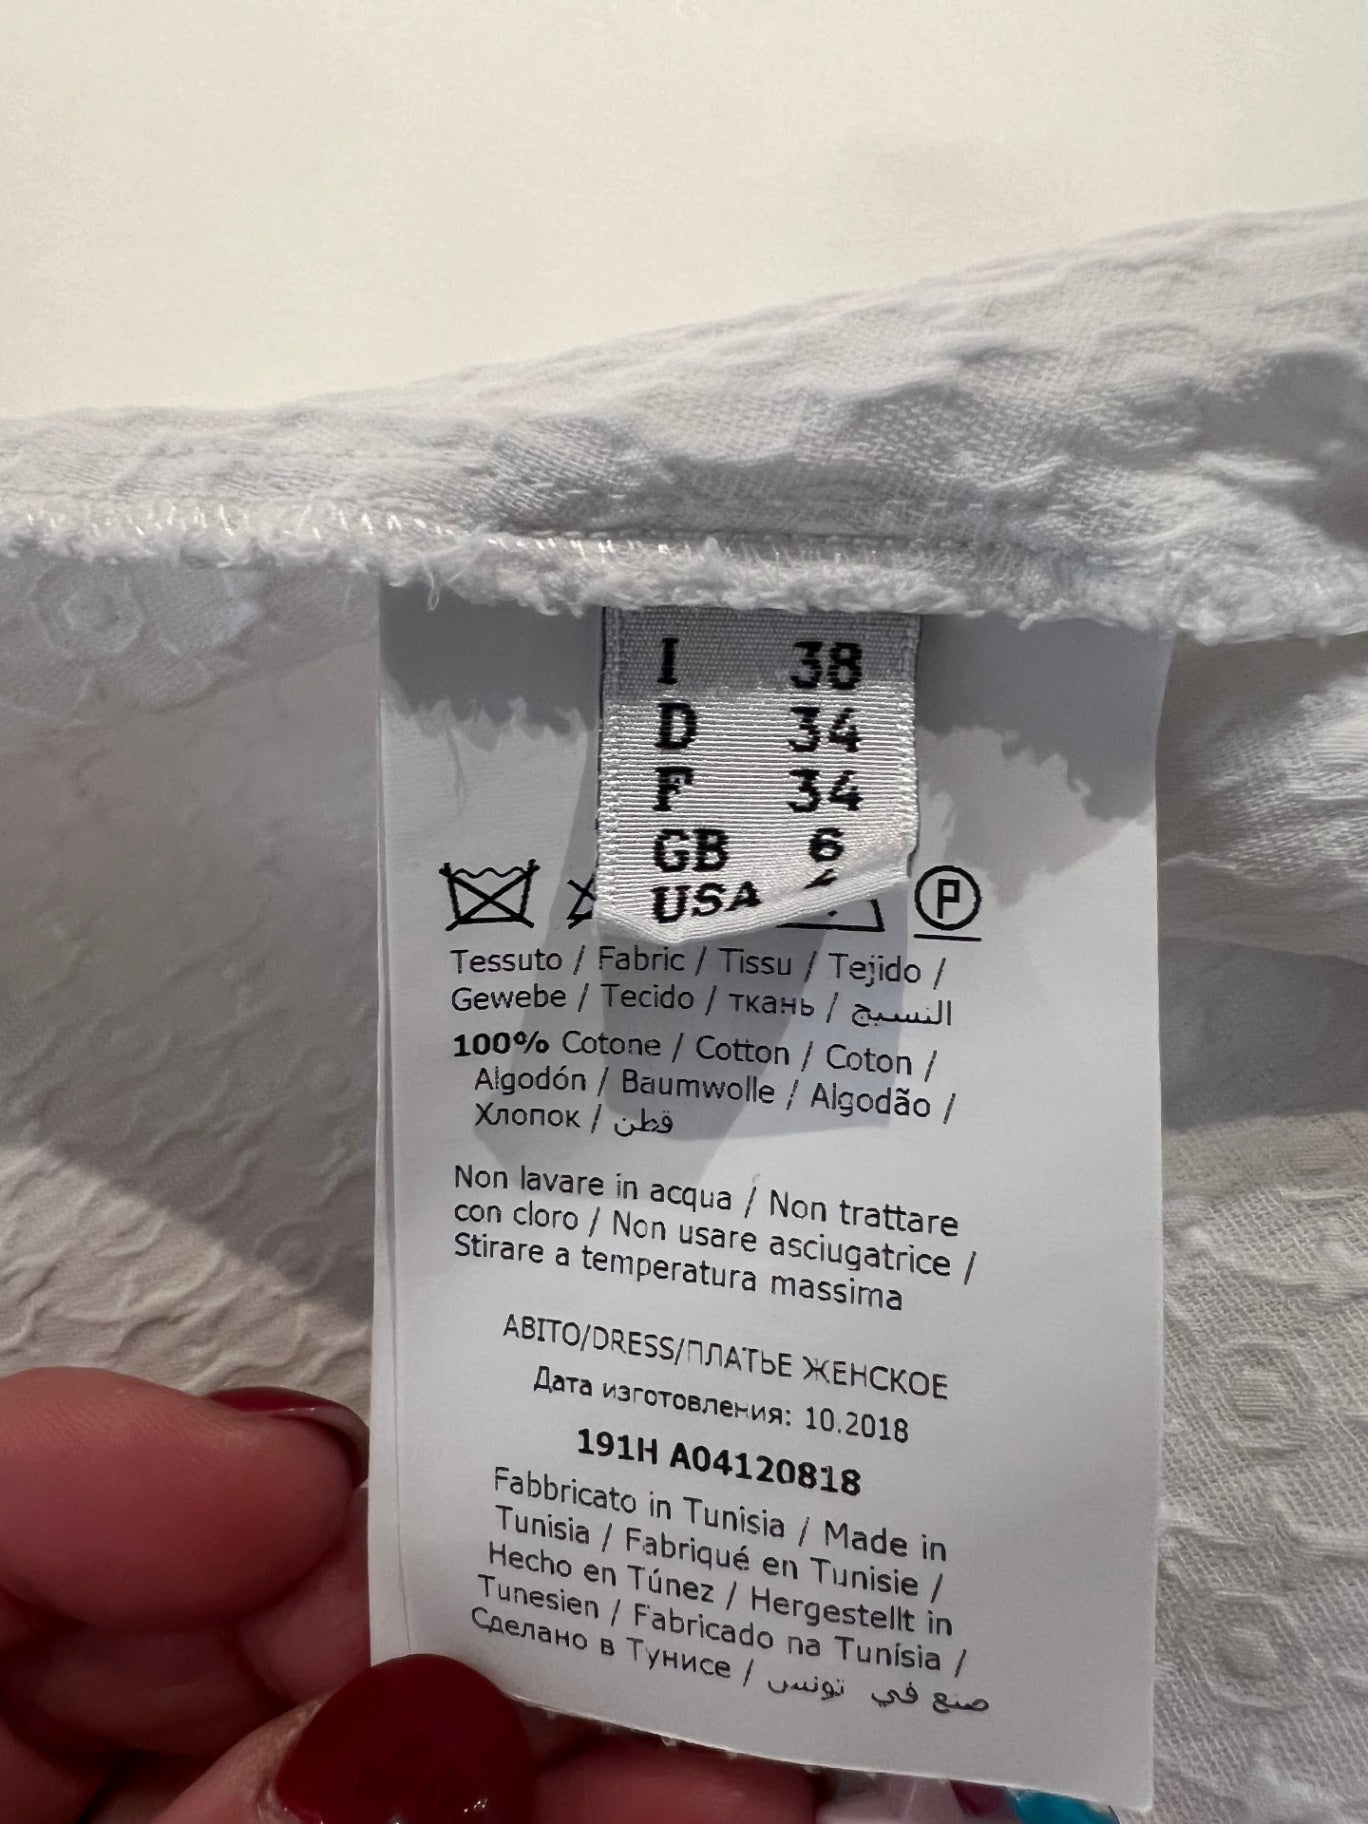 I 38
D 34
F 34
GB 6
USA
P
Tessuto / Fabric / Tissu / Tejido /
Gewebe / Tecido / ткань / النسيج
100% Cotone / Cotton / Coton /
Algodón / Baumwolle / Algodão /
Хлопок / قطن
Non lavare in acqua / Non trattare
con cloro / Non usare asciugatrice /
Stirare a temperatura massima
ABITO/DRESS/ПЛАТЬЕ ЖЕНСКОЕ
Дата изготовления: 10.2018
191H A04120818
Fabbricato in Tunisia / Made in
Tunisia / Fabriqué en Tunisie /
Hecho en Túnez / Hergestellt in
Tunesien / Fabricado na Tunísia /
Сделано в Тунисе / صنع في تونس